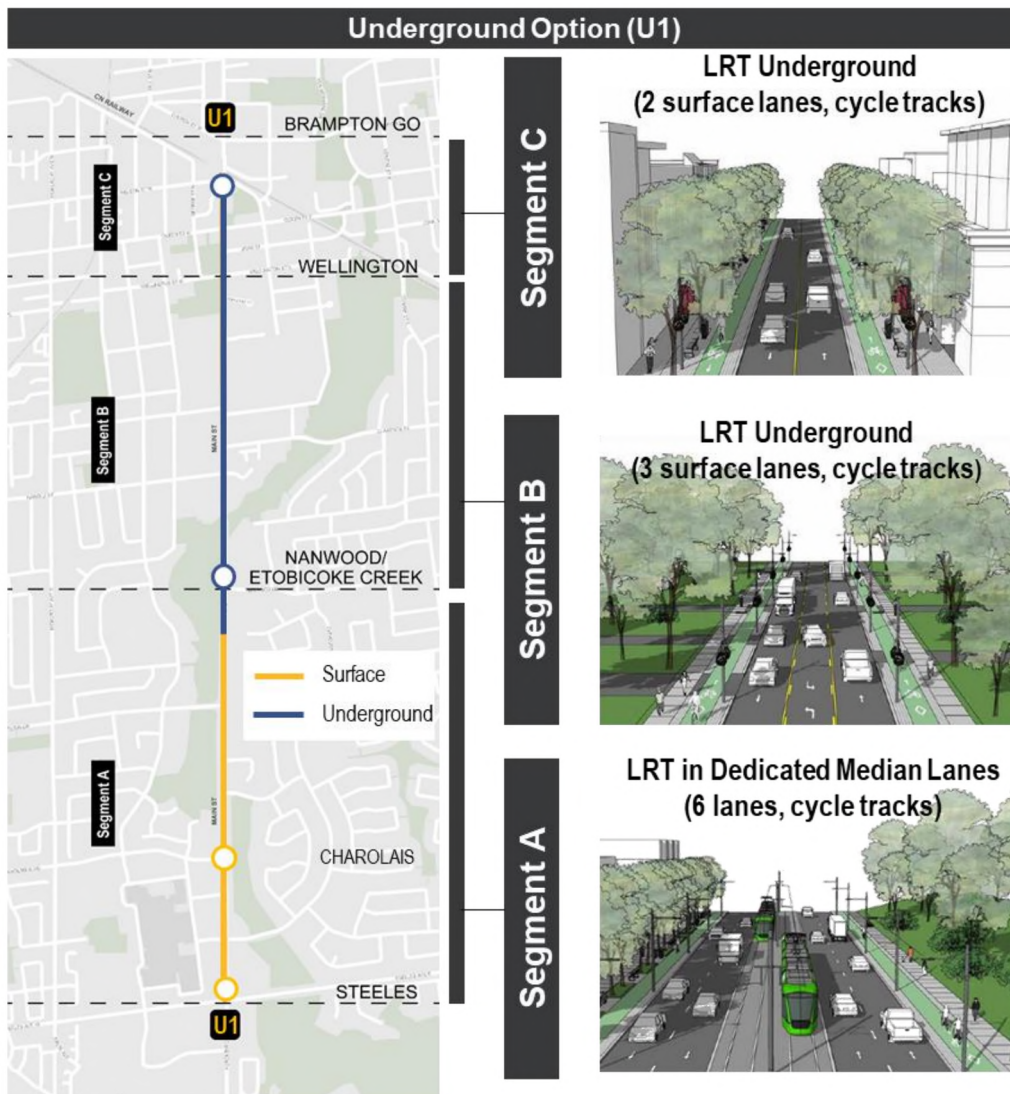 Underground Option (U1)
CN RAILWAY
U1
BRAMPTON GO
Segment C
WELLINGTON
Segment B
MAIN ST
NANWOOD/
ETOBICOKE CREEK
Surface
Underground
Segment A
MAIN ST
CHAROLAIS
STEELES
U1
Segment C
LRT Underground
(2 surface lanes, cycle tracks)
Segment B
LRT Underground
(3 surface lanes, cycle tracks)
Segment A
LRT in Dedicated Median Lanes
(6 lanes, cycle tracks)